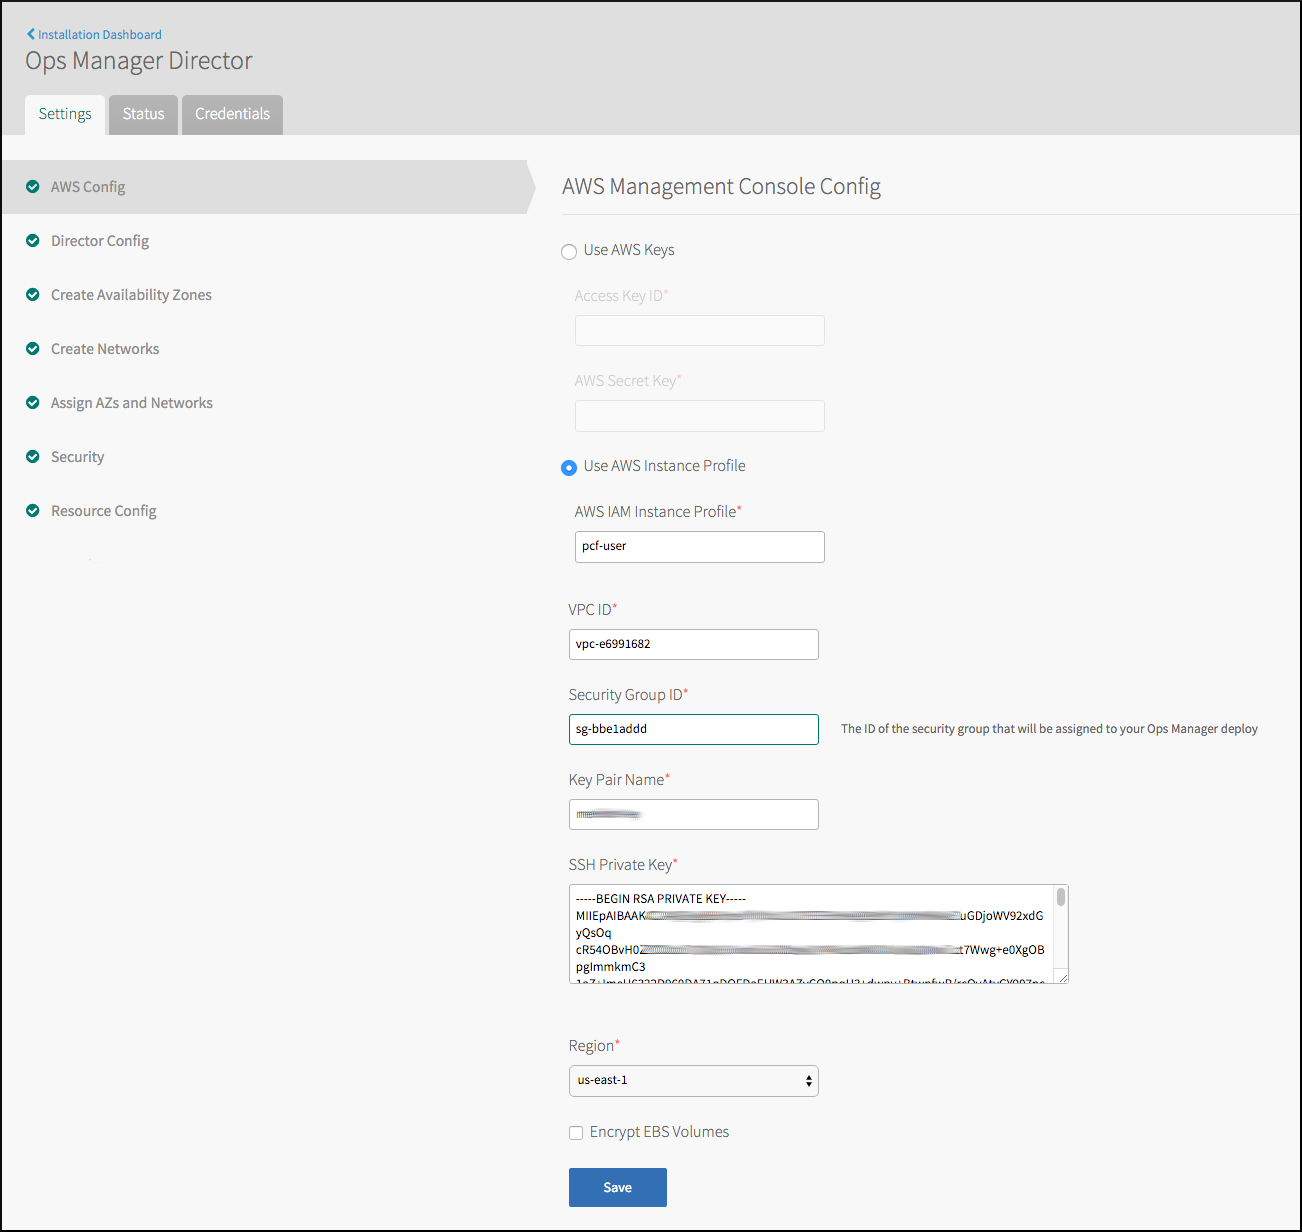 Installation Dashboard
Ops Manager Director
Settings
Status
Credentials
AWS Config
Director Config
Create Availability Zones
Create Networks
Assign AZs and Networks
Security
Resource Config
AWS Management Console Config
Use AWS Keys
Access Key ID*
AWS Secret Key*
Use AWS Instance Profile
AWS IAM Instance Profile*
pcf-user
VPC ID*
vpc-e6991682
Security Group ID*
sg-bbe1addd
The ID of the security group that will be assigned to your Ops Manager deploy
Key Pair Name*
SSH Private Key*
-----BEGIN RSA PRIVATE KEY-----
MIIEpAIBAAK uGDjoWV92xdG
yQsOq
cR54OBvH0 t7Wwg+e0XgOB
pgImmkmC3
Region*
us-east-1
Encrypt EBS Volumes
Save